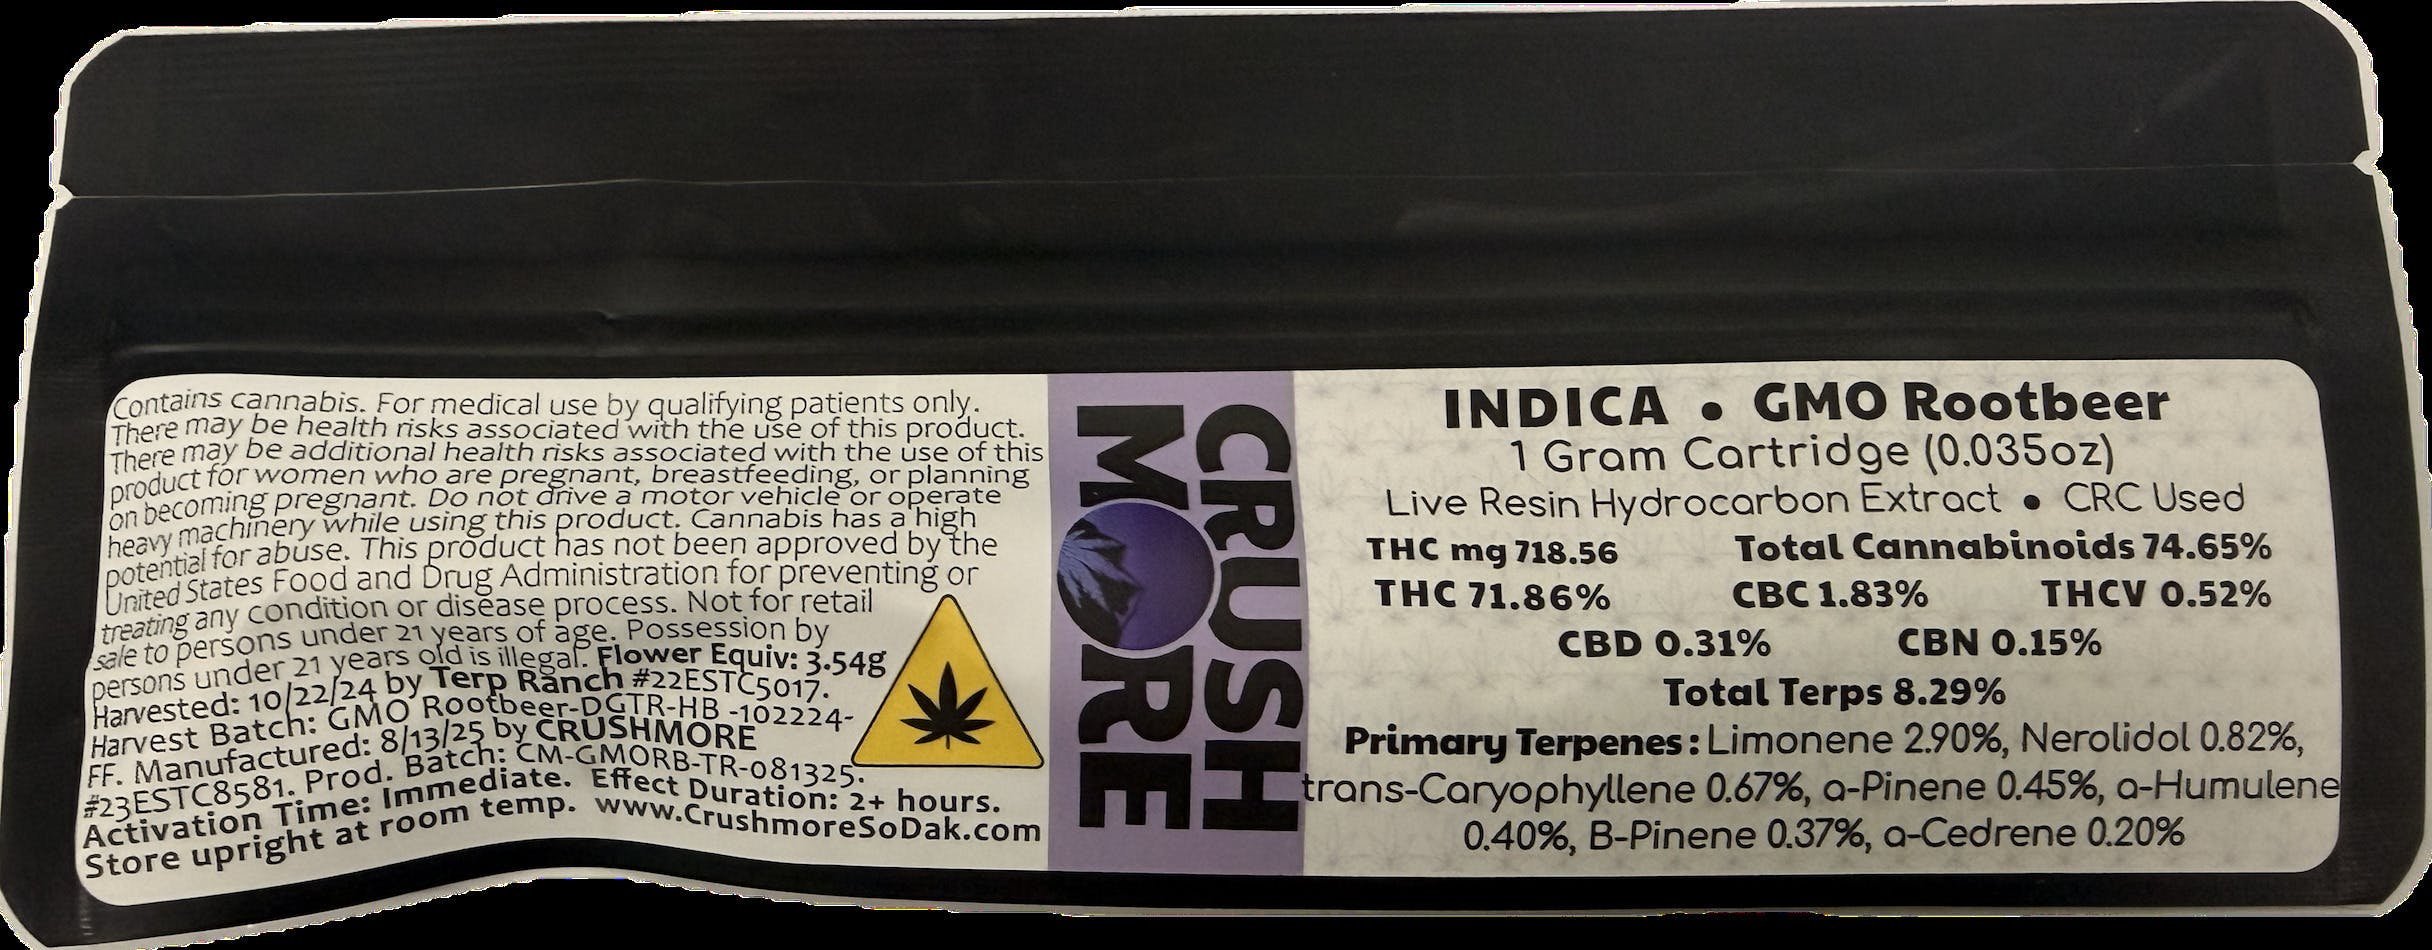 Contains cannabis. For medical use by qualifying patients only.
There may be health risks associated with the use of this product.
There may be additional health risks associated with the use of this
product for women who are pregnant, breastfeeding, or planning
on becoming pregnant. Do not drive a motor vehicle or operate
heavy machinery while using this product. Cannabis has a high
potential for abuse. This product has not been approved by the
United States Food and Drug Administration for preventing or
treating any condition or disease process. Not for retail
sale to persons under 21 years of age. Possession by
persons under 21 years old is illegal. Flower Equiv: 3.54g
Harvested: 10/22/24 by Terp Ranch #22ESTC5017.
Harvest Batch: GMO Rootbeer-DGTR-HB -102224-
FF. Manufactured: 8/13/25 by CRUSHMORE
#23ESTC8581. Prod. Batch: CM-GMORB-TR-081325.
Activation Time: Immediate. Effect Duration: 2+ hours.
Store upright at room temp. www.CrushmoreSoDak.com
CRUSH
MORE
INDICA • GMO Rootbeer
1 Gram Cartridge (0.035oz)
Live Resin Hydrocarbon Extract • CRC Used
THC mg 718.56 Total Cannabinoids 74.65%
THC 71.86% CBC 1.83% THCV 0.52%
CBD 0.31% CBN 0.15%
Total Terps 8.29%
Primary Terpenes: Limonene 2.90%, Nerolidol 0.82%,
trans-Caryophyllene 0.67%, a-Pinene 0.45%, a-Humulene
0.40%, B-Pinene 0.37%, a-Cedrene 0.20%